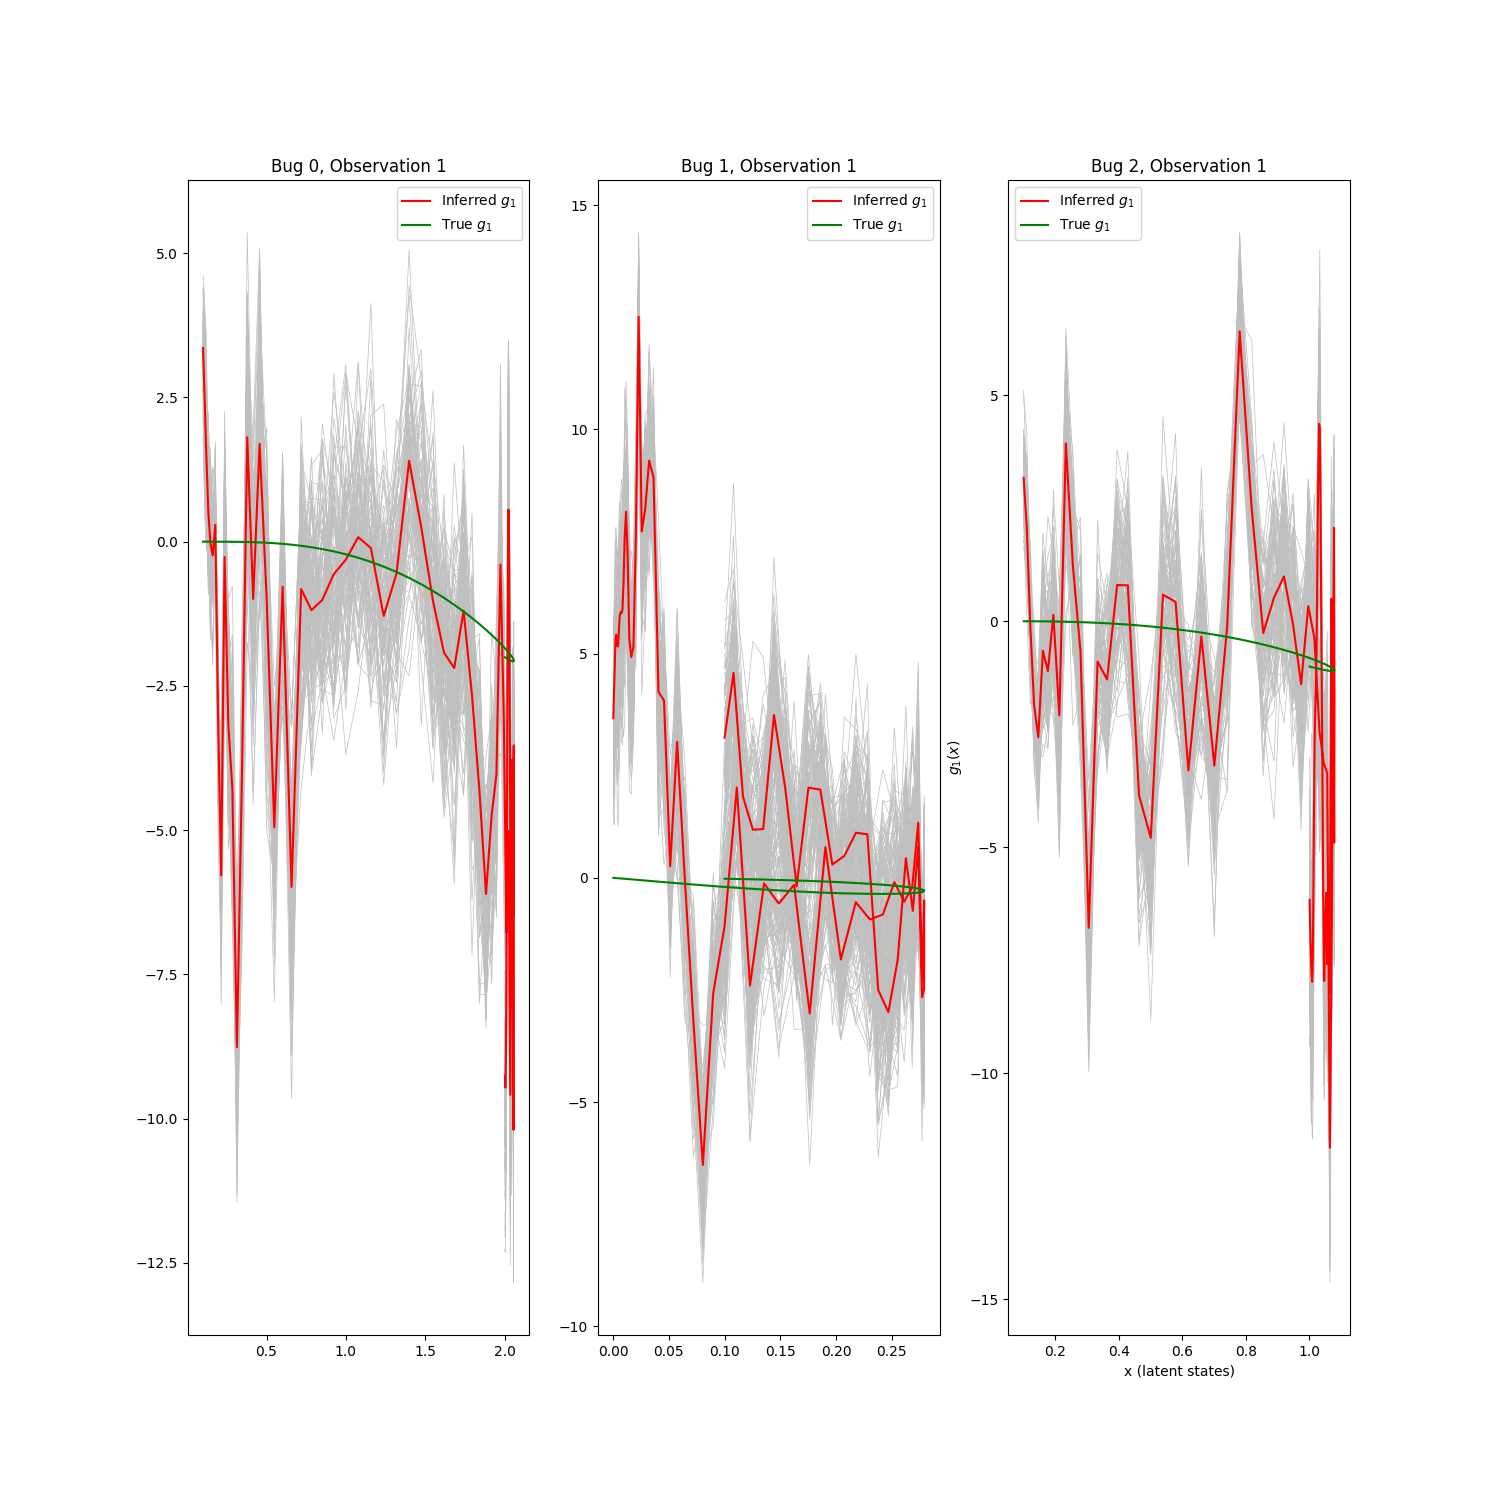 Bug 0, Observation 1
Inferred g₁
True g₁
5.0
2.5
0.0
−2.5
−5.0
−7.5
−10.0
−12.5
0.5 1.0 1.5 2.0
Bug 1, Observation 1
Inferred g₁
True g₁
15
10
5
0
−5
−10
0.00 0.05 0.10 0.15 0.20 0.25
Bug 2, Observation 1
Inferred g₁
True g₁
g₁(x)
5
0
−5
−10
−15
0.2 0.4 0.6 0.8 1.0
x (latent states)